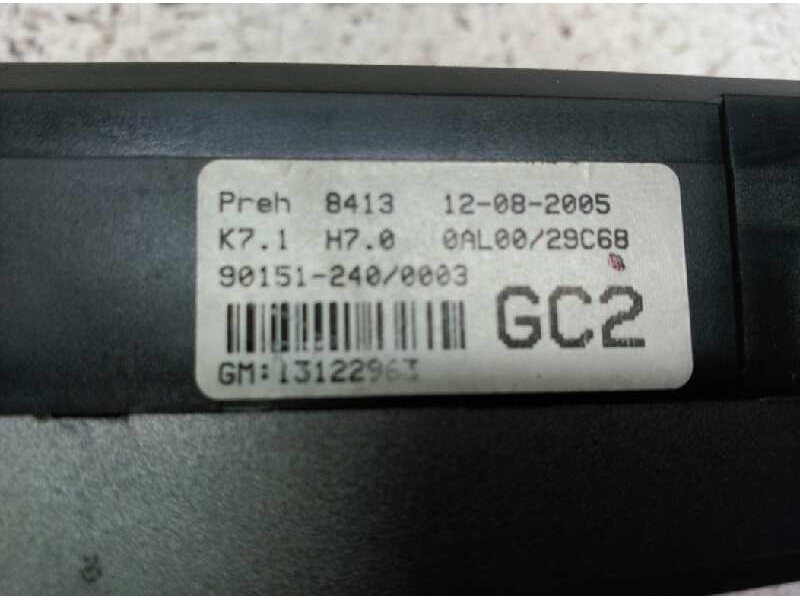 Preh 8413 12-08-2005
K7.1 H7.0 0AL00/29C68
90151-240/0003
GC2
GM:13122963